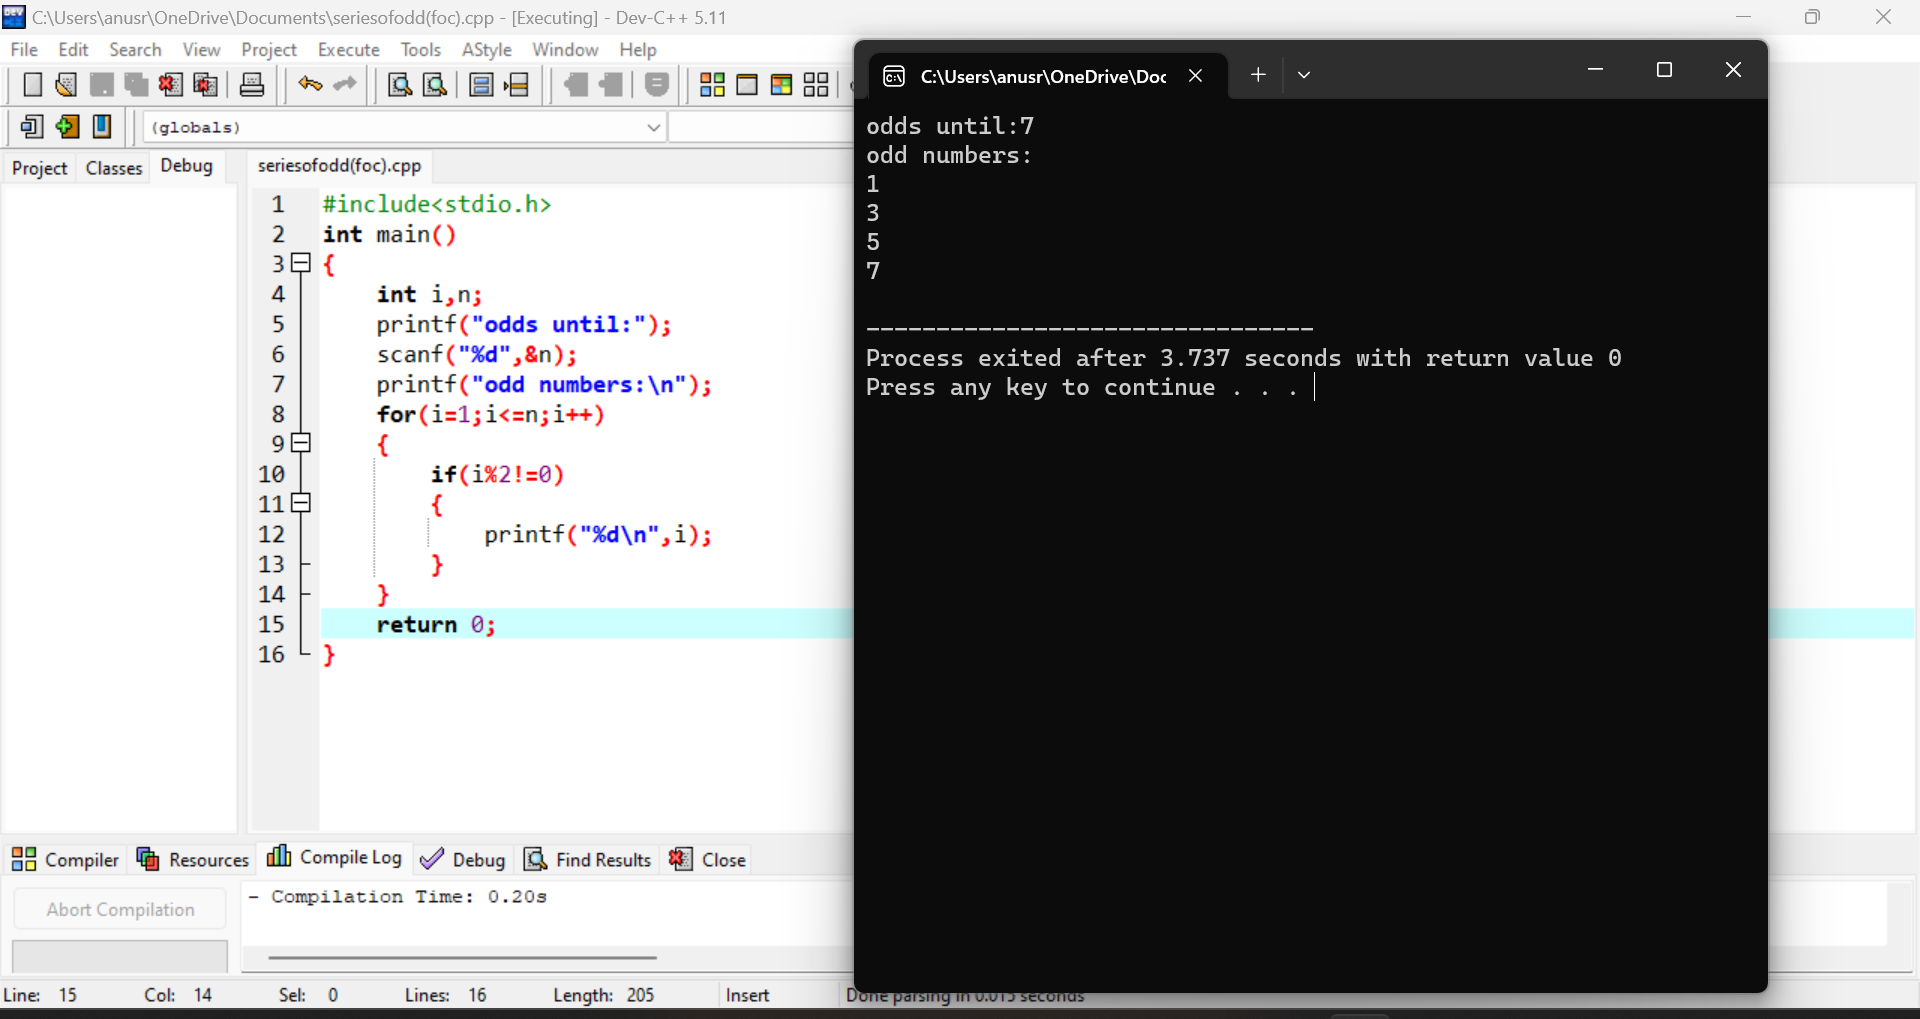 C:\Users\anusr\OneDrive\Documents\seriesofodd(foc).cpp - [Executing] - Dev-C++ 5.11
File Edit Search View Project Execute Tools AStyle Window Help
(globals)
Project Classes Debug
seriesofodd(foc).cpp
1 #include<stdio.h>
2 int main()
3 {
4 int i,n;
5 printf("odds until:");
6 scanf("%d",&n);
7 printf("odd numbers:\n");
8 for(i=1;i<=n;i++)
9 {
10 if(i%2!=0)
11 {
12 printf("%d\n",i);
13 }
14 }
15 return 0;
16 }
C:\Users\anusr\OneDrive\Doc
odds until:7
odd numbers:
1
3
5
7
--------------------------------
Process exited after 3.737 seconds with return value 0
Press any key to continue . . .
Compiler Resources Compile Log Debug Find Results Close
Abort Compilation
- Compilation Time: 0.20s
Line: 15 Col: 14 Sel: 0 Lines: 16 Length: 205 Insert Done parsing in 0.015 seconds